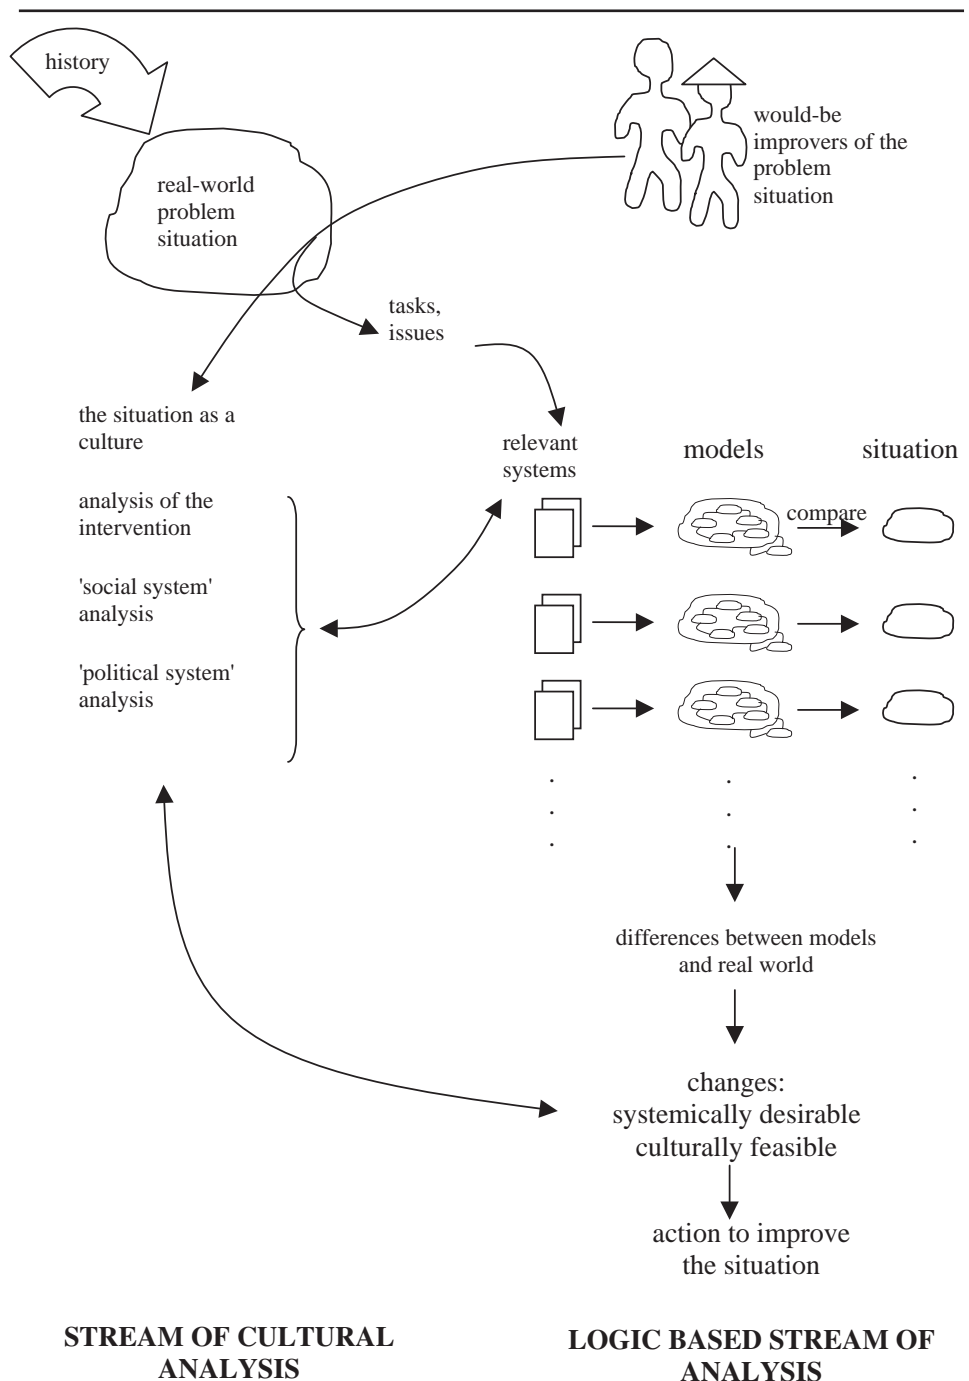 history
would-be
improvers of the
problem
situation
real-world
problem
situation
tasks,
issues
the situation as a
culture
analysis of the
intervention
'social system'
analysis
'political system'
analysis
relevant
systems
models
situation
compare
differences between models
and real world
changes:
systemically desirable
culturally feasible
action to improve
the situation
STREAM OF CULTURAL
ANALYSIS
LOGIC BASED STREAM OF
ANALYSIS